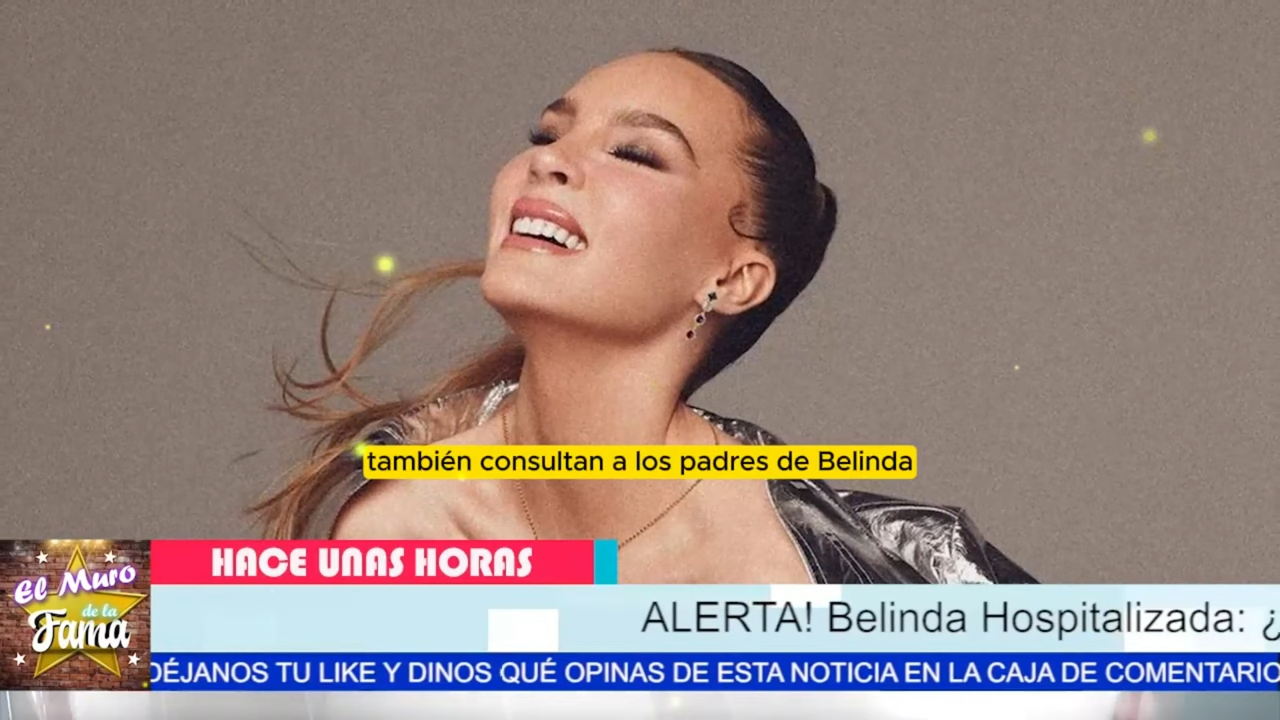 también consultan a los padres de Belinda
HACE UNAS HORAS
El Muro
de la
Fama
ALERTA! Belinda Hospitalizada: ¿
DÉJANOS TU LIKE Y DINOS QUÉ OPINAS DE ESTA NOTICIA EN LA CAJA DE COMENTARIO